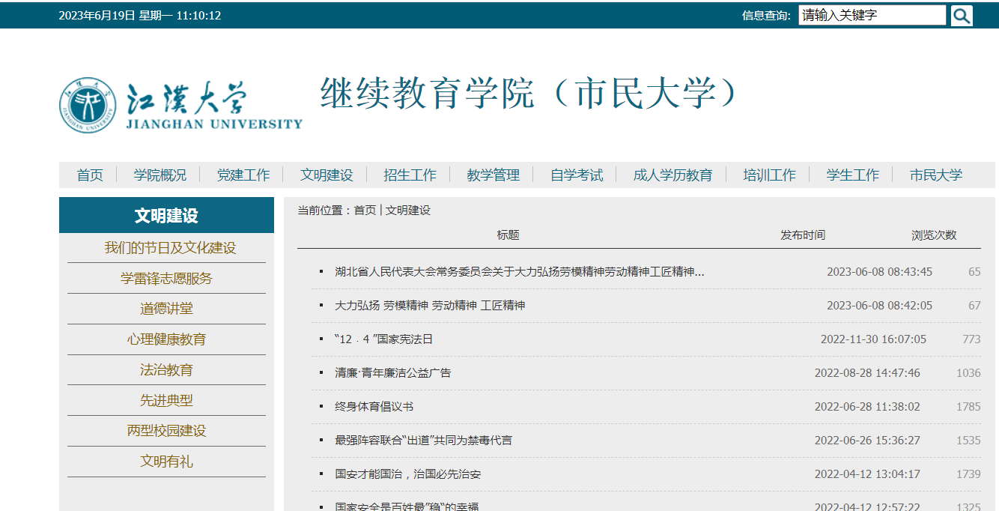 2023年6月19日 星期一 11:10:12 信息查询: 请输入关键字
江漢大学 继续教育学院（市民大学）
JIANGHAN UNIVERSITY
首页 学院概况 党建工作 文明建设 招生工作 教学管理 自学考试 成人学历教育 培训工作 学生工作 市民大学
文明建设
我们的节日及文化建设
学雷锋志愿服务
道德讲堂
心理健康教育
法治教育
先进典型
两型校园建设
文明有礼
当前位置：首页 | 文明建设
标题 发布时间 浏览次数
湖北省人民代表大会常务委员会关于大力弘扬劳模精神劳动精神工匠精神... 2023-06-08 08:43:45 65
大力弘扬 劳模精神 劳动精神 工匠精神 2023-06-08 08:42:05 67
“12﹒4 ”国家宪法日 2022-11-30 16:07:05 773
清廉·青年廉洁公益广告 2022-08-28 14:47:46 1036
终身体育倡议书 2022-06-28 11:38:02 1785
最强阵容联合“出道”共同为禁毒代言 2022-06-26 15:36:27 1535
国安才能国治，治国必先治安 2022-04-12 13:04:17 1739
国家安全是百姓最”稳“的幸福 2022-04-12 12:57:22 1325